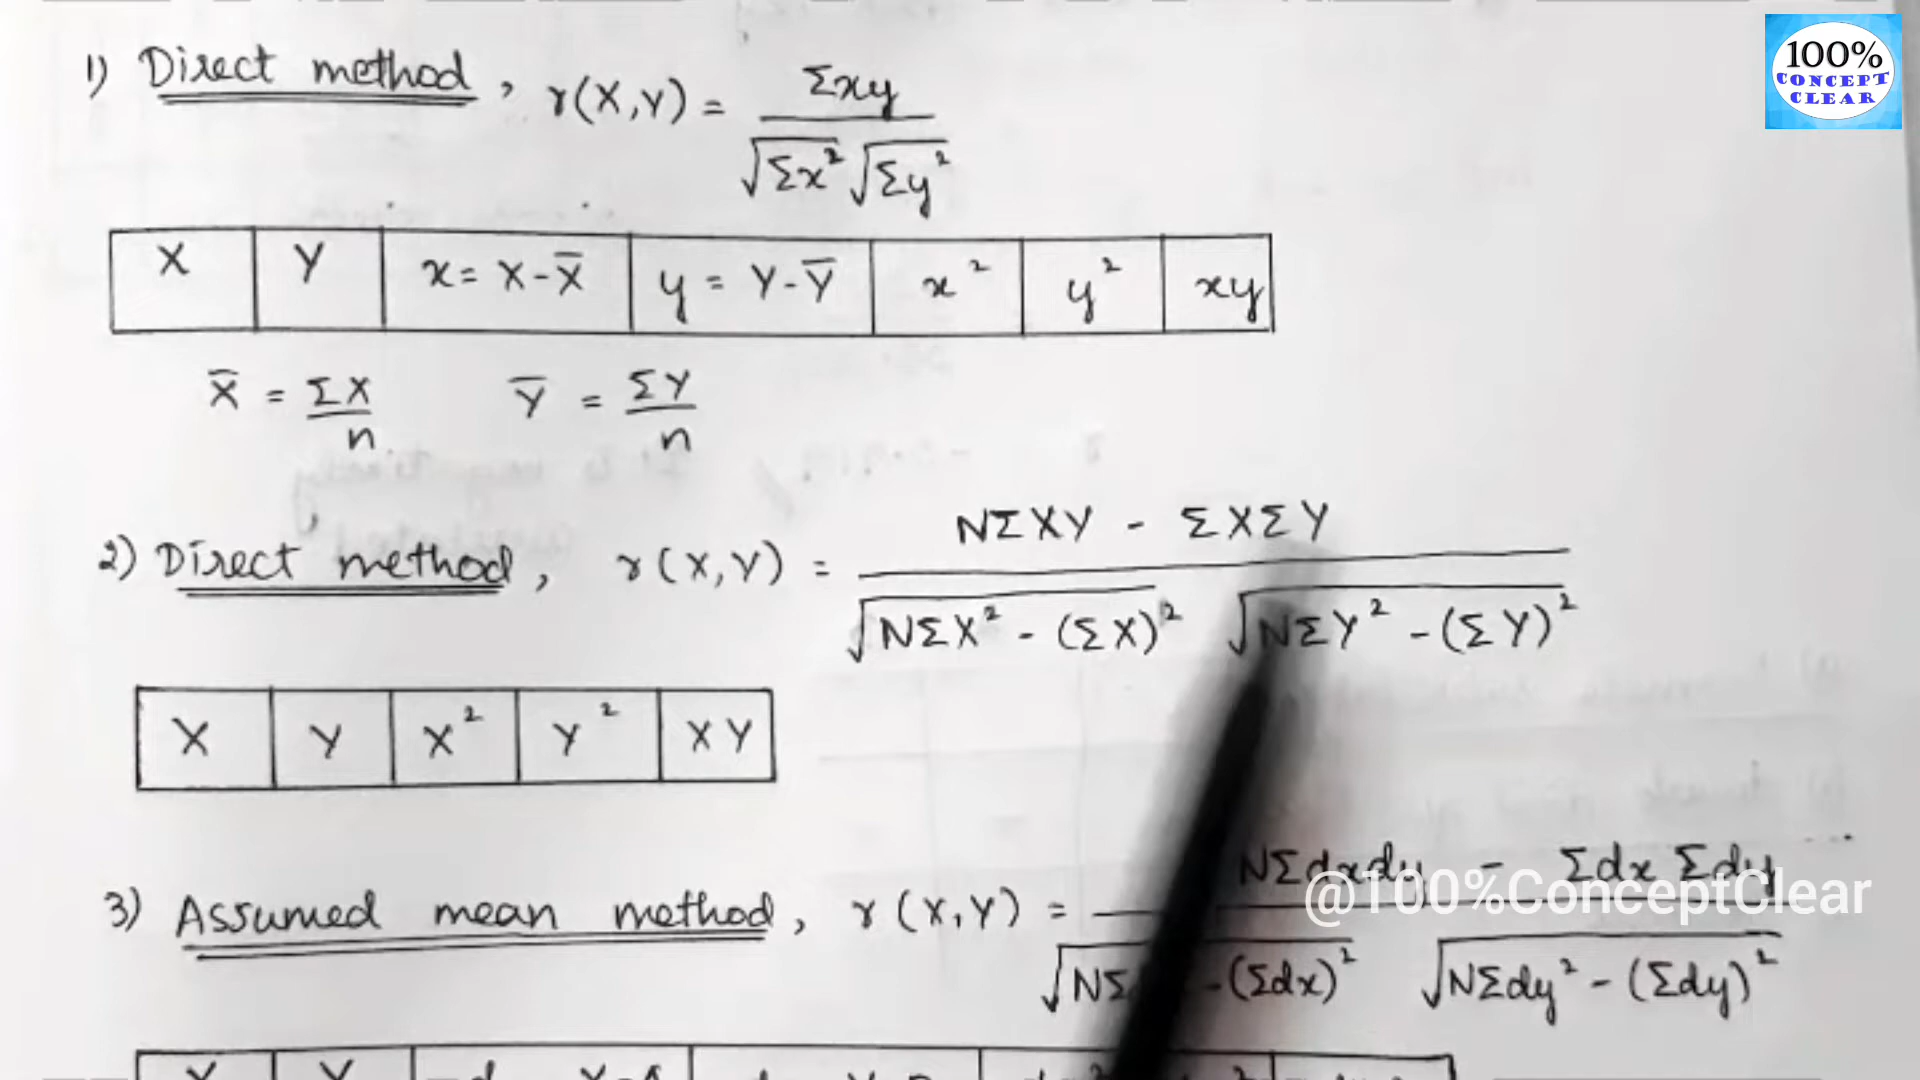 100%
CONCEPT
CLEAR
1) Direct method, r(X,Y) = Σxy / √Σx² √Σy²
X Y x = X - X̄ y = Y - Ȳ x² y² xy
X̄ = ΣX / n Ȳ = ΣY / n
2) Direct method, r(X,Y) = NΣXY - ΣXΣY / √NΣX² - (ΣX)² √NΣY² - (ΣY)²
X Y X² Y² XY
3) Assumed mean method, r(X,Y) = NΣdxdy - Σdx Σdy / √NΣ - (Σdx)² √NΣdy² - (Σdy)²
@100%ConceptClear